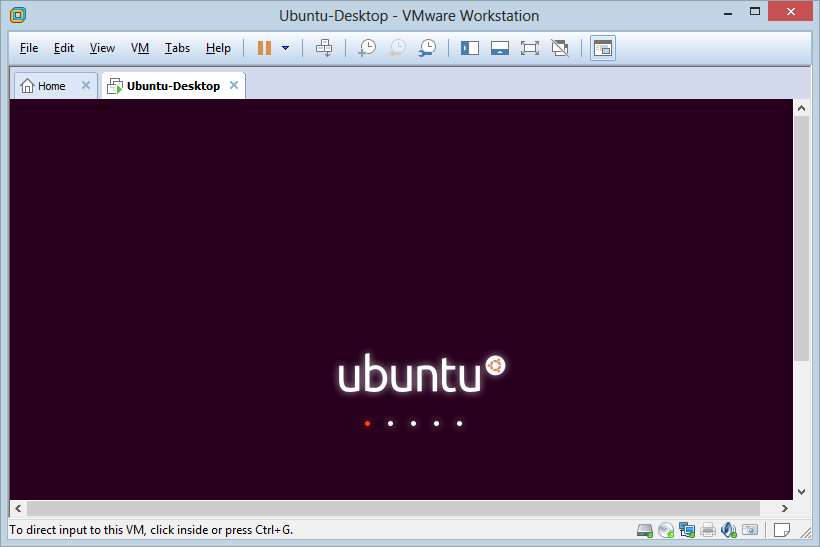 Ubuntu-Desktop - VMware Workstation
File Edit View VM Tabs Help
Home Ubuntu-Desktop
ubuntu
To direct input to this VM, click inside or press Ctrl+G.